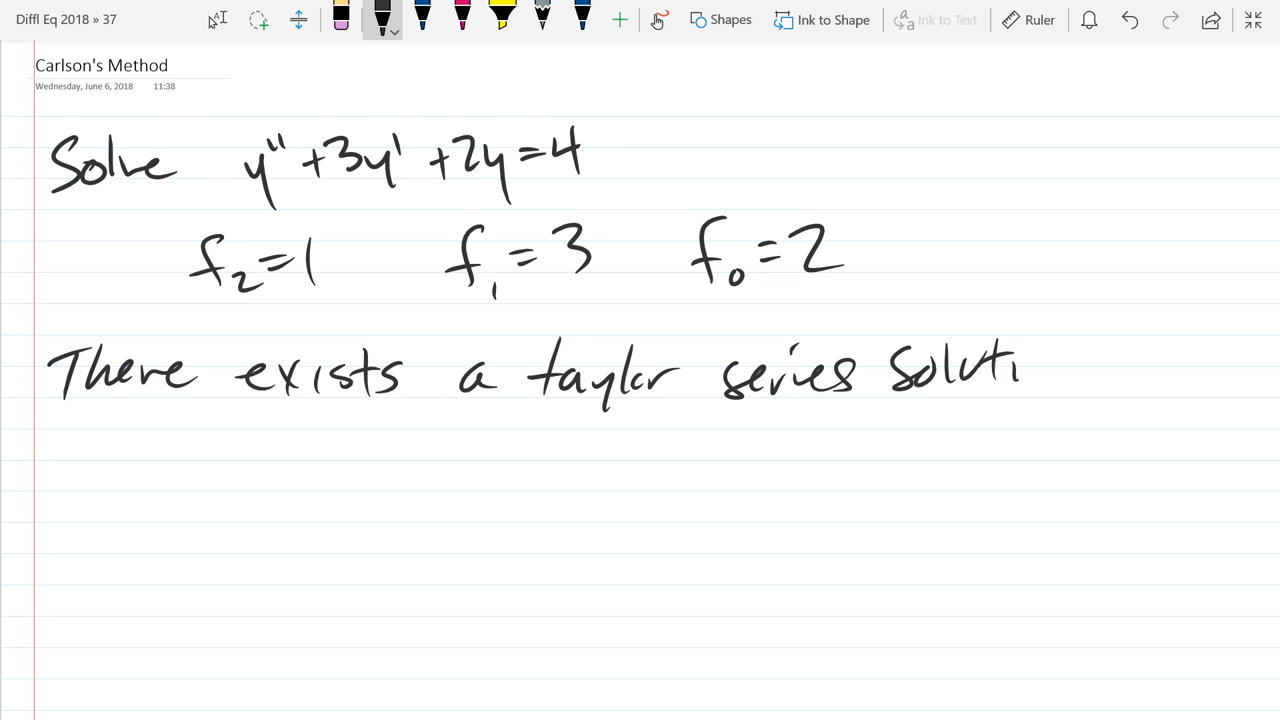 Diffl Eq 2018 » 37
Shapes
Ink to Shape
Ink to Text
Ruler
Carlson's Method
Wednesday, June 6, 2018 11:38
Solve y'' + 3y' + 2y = 4
f₂ = 1 f₁ = 3 f₀ = 2
There exists a taylor series soluti